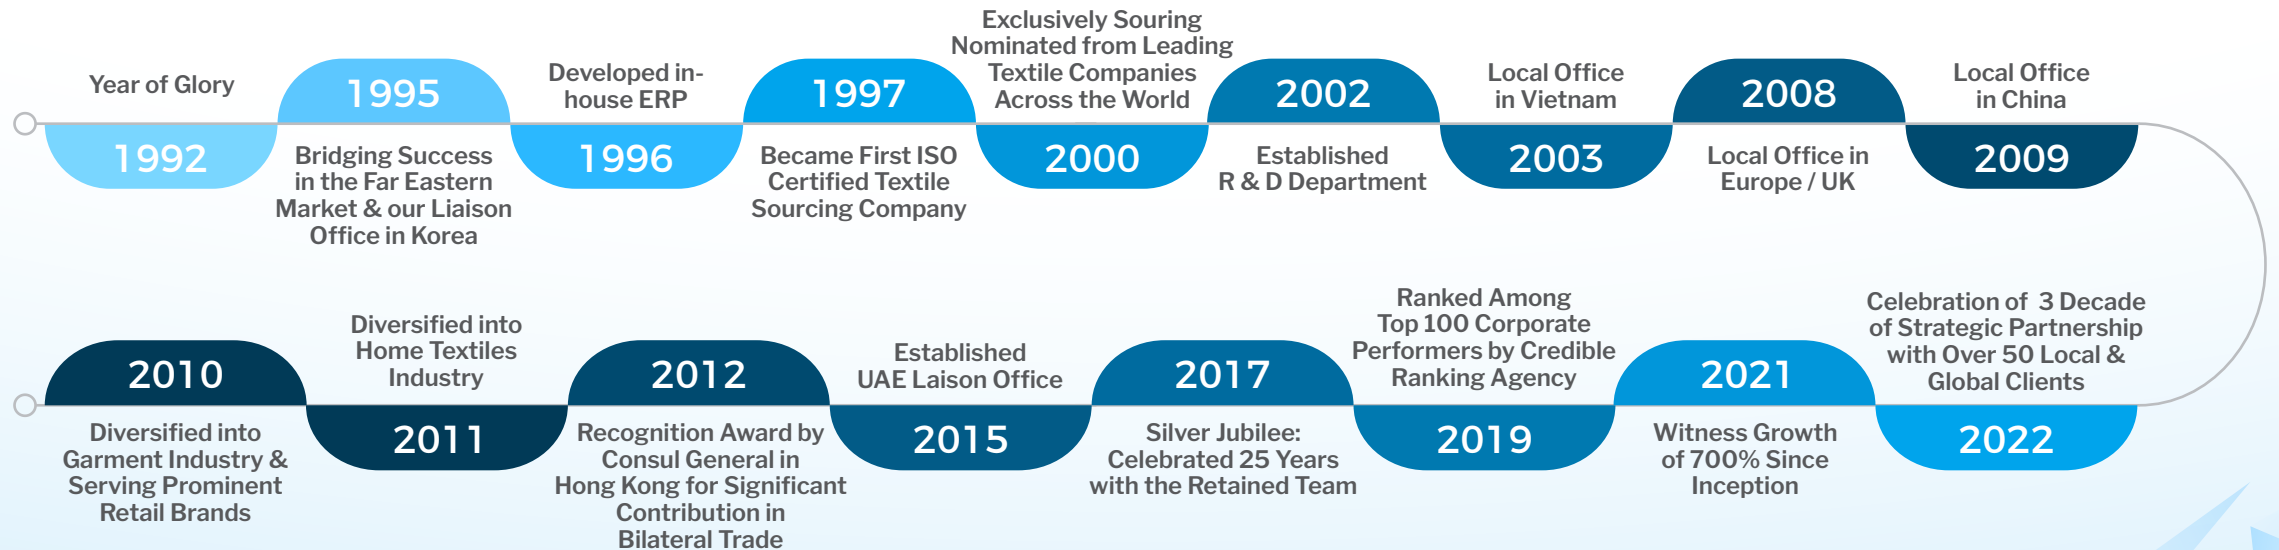 Year of Glory
1992
1995
Bridging Success
in the Far Eastern
Market & our Liaison
Office in Korea
Developed in-
house ERP
1996
1997
Became First ISO
Certified Textile
Sourcing Company
Exclusively Souring
Nominated from Leading
Textile Companies
Across the World
2000
2002
Established
R & D Department
Local Office
in Vietnam
2003
2008
Local Office in
Europe / UK
Local Office
in China
2009
2010
Diversified into
Garment Industry &
Serving Prominent
Retail Brands
Diversified into
Home Textiles
Industry
2011
2012
Recognition Award by
Consul General in
Hong Kong for Significant
Contribution in
Bilateral Trade
Established
UAE Laison Office
2015
2017
Silver Jubilee:
Celebrated 25 Years
with the Retained Team
Ranked Among
Top 100 Corporate
Performers by Credible
Ranking Agency
2019
2021
Witness Growth
of 700% Since
Inception
Celebration of 3 Decade
of Strategic Partnership
with Over 50 Local &
Global Clients
2022